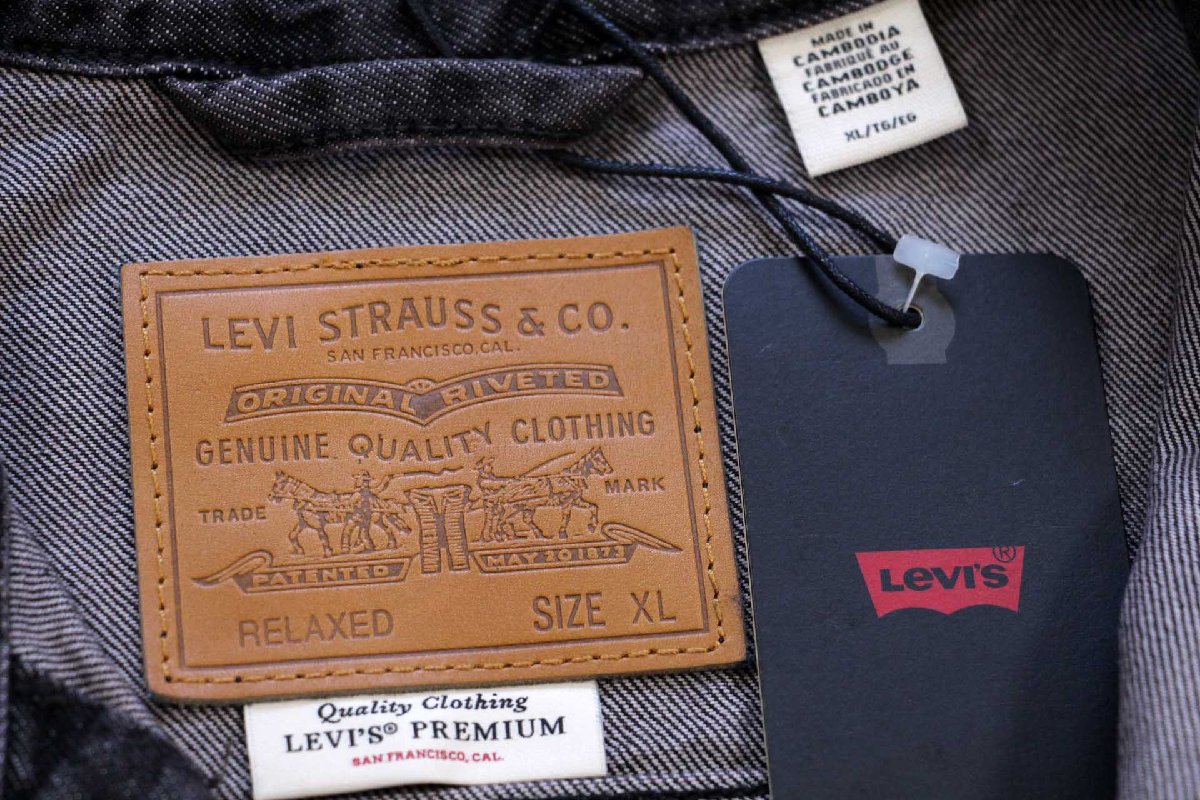 MADE IN
CAMBODIA
FABRIQUÉ AU
CAMBODGE
FABRICADO EN
CAMBOYA
XL/TG/EG
LEVI STRAUSS & CO.
SAN FRANCISCO, CAL.
ORIGINAL RIVETED
GENUINE QUALITY CLOTHING
TRADE MARK
PATENTED MAY 20 1873
RELAXED SIZE XL
LEVI'S ®
Quality Clothing
LEVI'S® PREMIUM
SAN FRANCISCO, CAL.